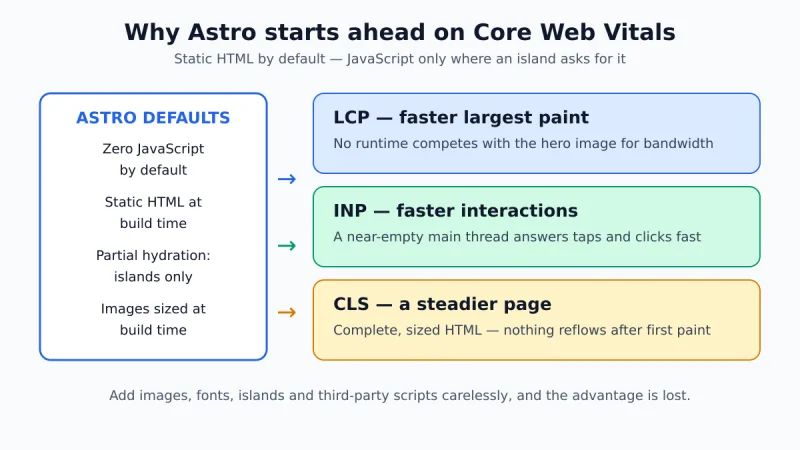 Why Astro starts ahead on Core Web Vitals
Static HTML by default — JavaScript only where an island asks for it
ASTRO DEFAULTS
Zero JavaScript
by default
Static HTML at
build time
Partial hydration:
islands only
Images sized at
build time
→
→
→
LCP — faster largest paint
No runtime competes with the hero image for bandwidth
INP — faster interactions
A near-empty main thread answers taps and clicks fast
CLS — a steadier page
Complete, sized HTML — nothing reflows after first paint
Add images, fonts, islands and third-party scripts carelessly, and the advantage is lost.